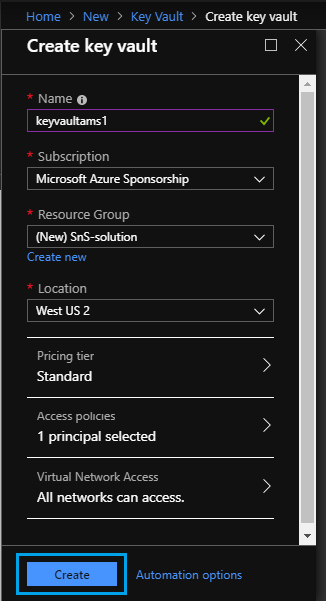 Home > New > Key Vault > Create key vault
Create key vault
* Name
keyvaultams1
* Subscription
Microsoft Azure Sponsorship
* Resource Group
(New) SnS-solution
Create new
* Location
West US 2
Pricing tier
Standard
Access policies
1 principal selected
Virtual Network Access
All networks can access.
Create Automation options